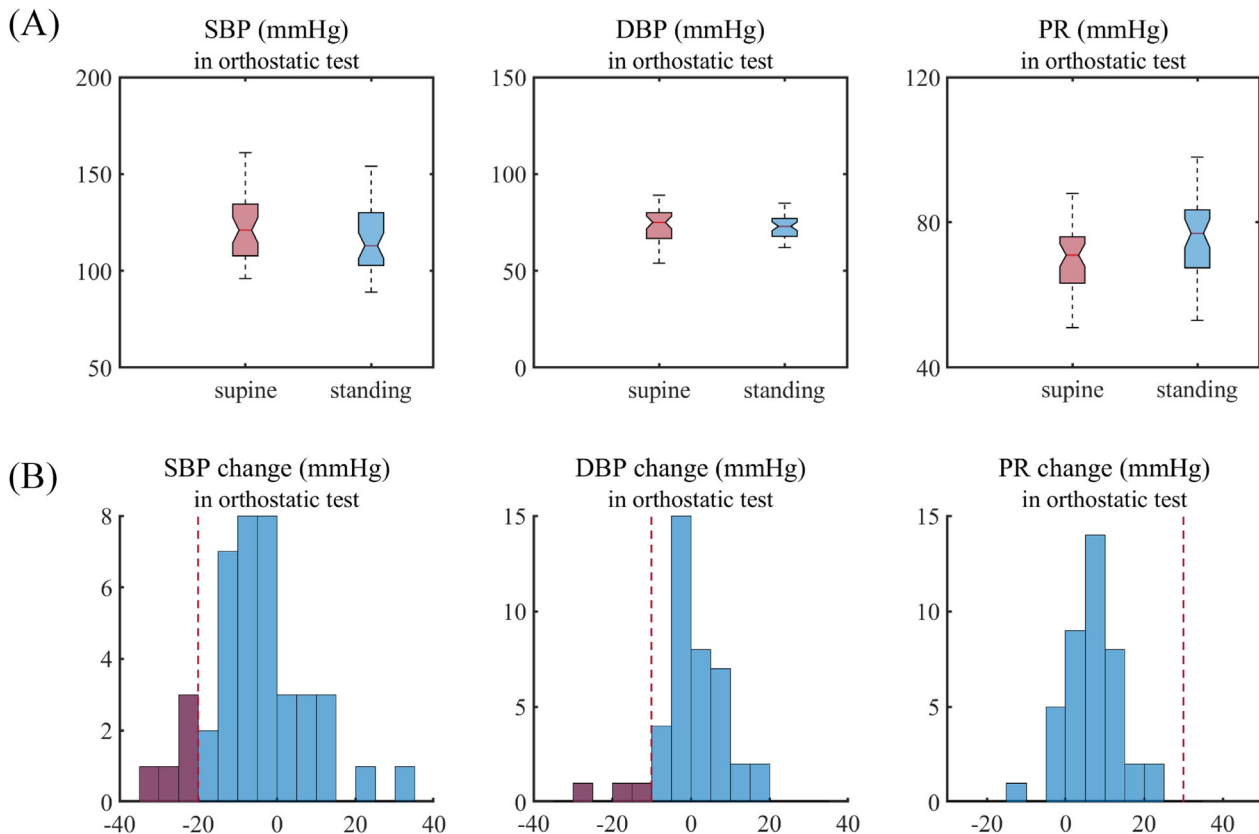 (A)
SBP (mmHg)
in orthostatic test
200
150
100
50
supine
standing
DBP (mmHg)
in orthostatic test
150
100
50
0
supine
standing
PR (mmHg)
in orthostatic test
120
80
40
supine
standing
(B)
SBP change (mmHg)
in orthostatic test
8
6
4
2
0
-40
-20
0
20
40
DBP change (mmHg)
in orthostatic test
15
10
5
0
-40
-20
0
20
40
PR change (mmHg)
in orthostatic test
15
10
5
0
-20
0
20
40